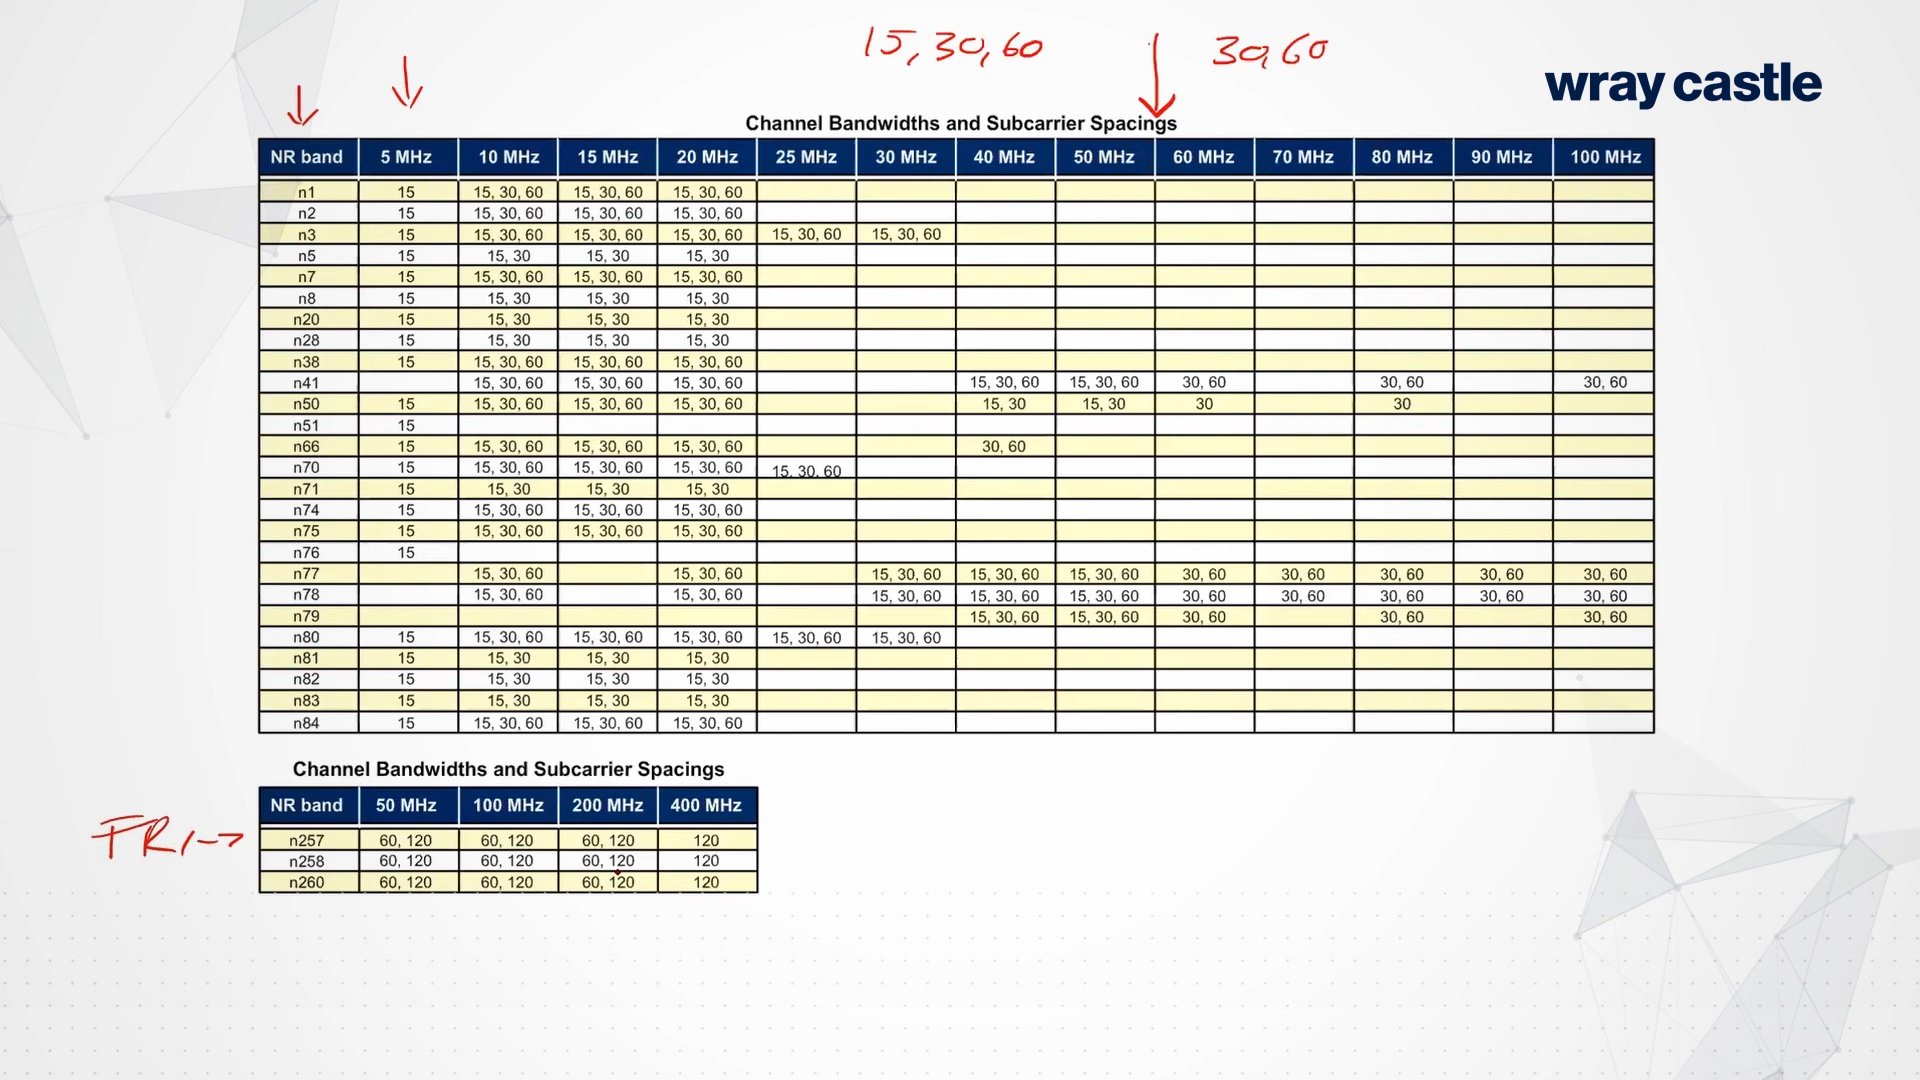 15, 30, 60 30, 60
wray castle
Channel Bandwidths and Subcarrier Spacings
NR band 5 MHz 10 MHz 15 MHz 20 MHz 25 MHz 30 MHz 40 MHz 50 MHz 60 MHz 70 MHz 80 MHz 90 MHz 100 MHz
n1 15 15, 30, 60 15, 30, 60 15, 30, 60
n2 15 15, 30, 60 15, 30, 60 15, 30, 60
n3 15 15, 30, 60 15, 30, 60 15, 30, 60 15, 30, 60 15, 30, 60
n5 15 15, 30 15, 30 15, 30
n7 15 15, 30, 60 15, 30, 60 15, 30, 60
n8 15 15, 30 15, 30 15, 30
n20 15 15, 30 15, 30 15, 30
n28 15 15, 30 15, 30 15, 30
n38 15 15, 30, 60 15, 30, 60 15, 30, 60
n41 15, 30, 60 15, 30, 60 15, 30, 60 15, 30, 60 15, 30, 60 30, 60 30, 60 30, 60
n50 15 15, 30, 60 15, 30, 60 15, 30, 60 15, 30 15, 30 30 30
n51 15
n66 15 15, 30, 60 15, 30, 60 15, 30, 60 30, 60
n70 15 15, 30, 60 15, 30, 60 15, 30, 60 15, 30, 60
n71 15 15, 30 15, 30 15, 30
n74 15 15, 30, 60 15, 30, 60 15, 30, 60
n75 15 15, 30, 60 15, 30, 60 15, 30, 60
n76 15
n77 15, 30, 60 15, 30, 60 15, 30, 60 15, 30, 60 15, 30, 60 30, 60 30, 60 30, 60 30, 60 30, 60
n78 15, 30, 60 15, 30, 60 15, 30, 60 15, 30, 60 15, 30, 60 30, 60 30, 60 30, 60 30, 60 30, 60
n79 15, 30, 60 15, 30, 60 30, 60 30, 60 30, 60
n80 15 15, 30, 60 15, 30, 60 15, 30, 60 15, 30, 60 15, 30, 60
n81 15 15, 30 15, 30 15, 30
n82 15 15, 30 15, 30 15, 30
n83 15 15, 30 15, 30 15, 30
n84 15 15, 30, 60 15, 30, 60 15, 30, 60
Channel Bandwidths and Subcarrier Spacings
NR band 50 MHz 100 MHz 200 MHz 400 MHz
FR1→
n257 60, 120 60, 120 60, 120 120
n258 60, 120 60, 120 60, 120 120
n260 60, 120 60, 120 60, 120 120